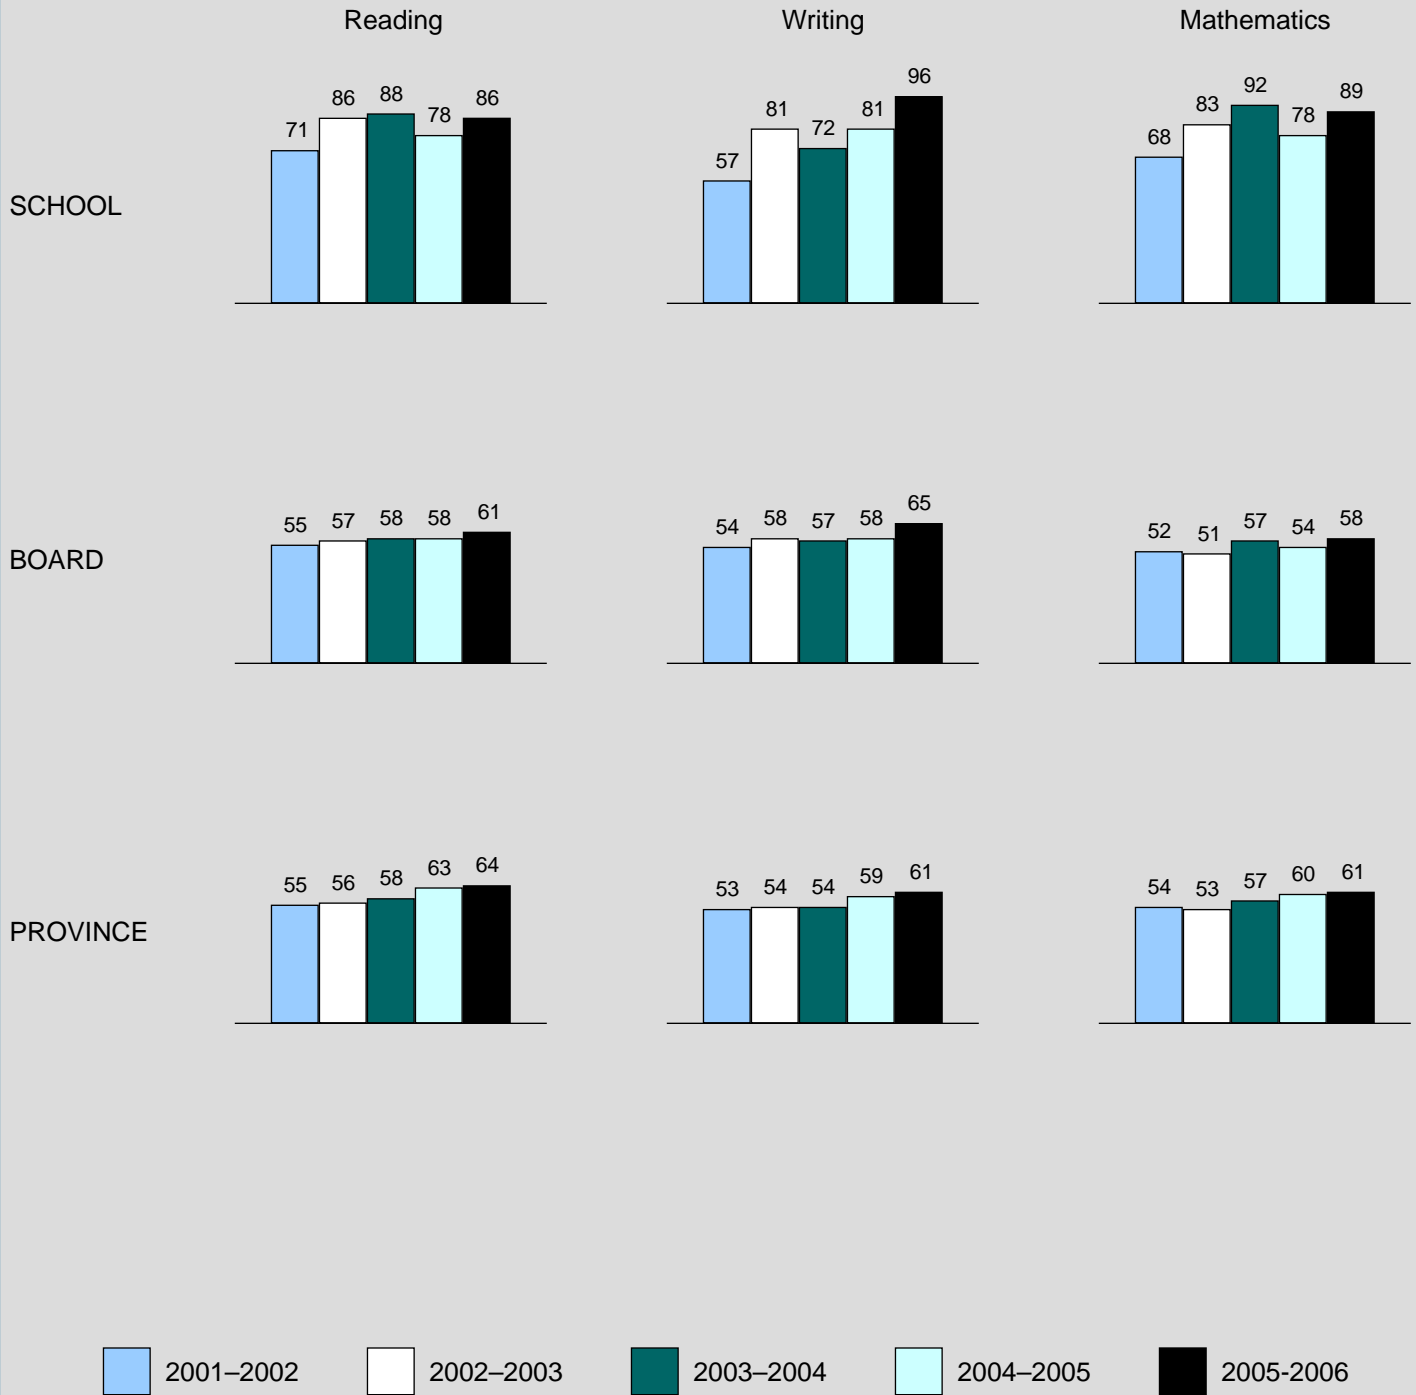 Reading Writing Mathematics
SCHOOL
71 86 88 78 86
57 81 72 81 96
68 83 92 78 89
BOARD
55 57 58 58 61
54 58 57 58 65
52 51 57 54 58
PROVINCE
55 56 58 63 64
53 54 54 59 61
54 53 57 60 61
2001–2002 2002–2003 2003–2004 2004–2005 2005-2006